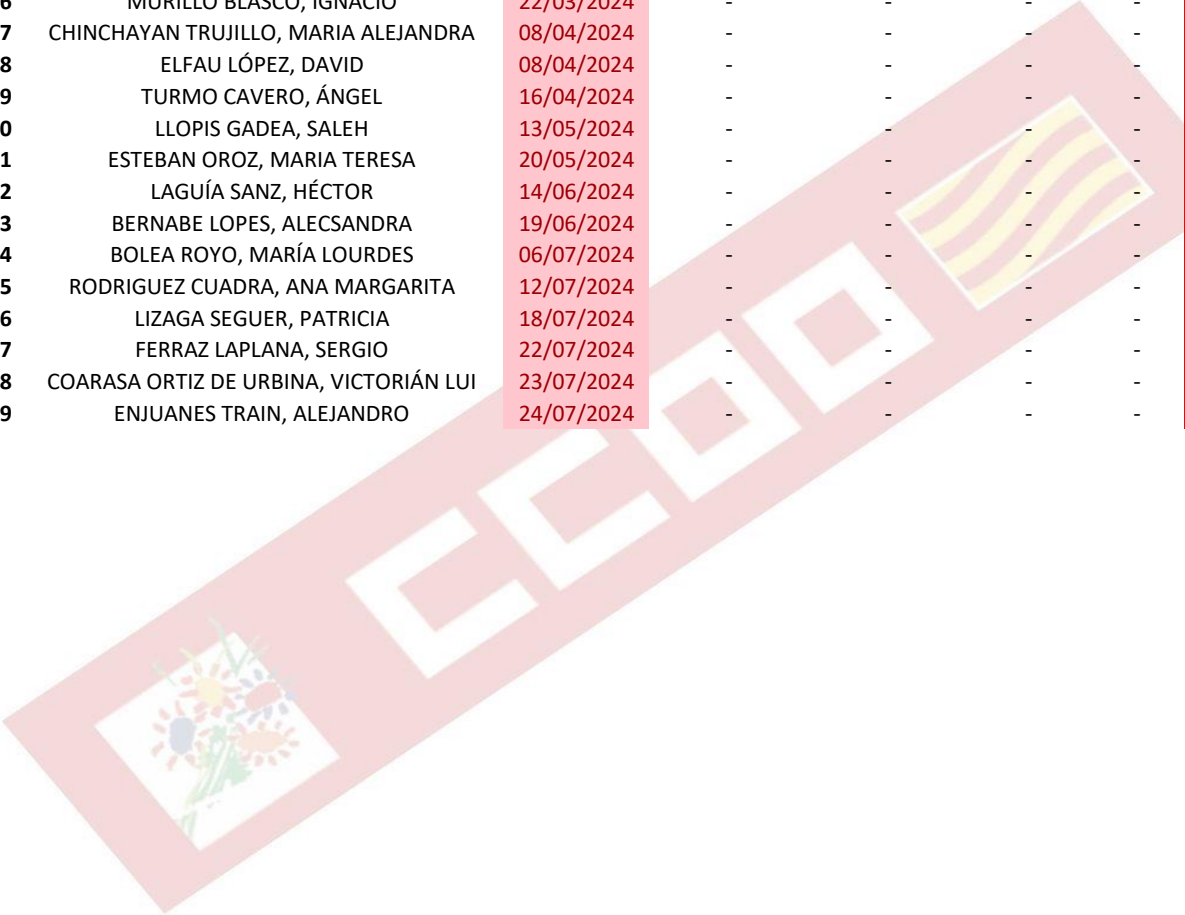 6 MURILLO BLASCO, IGNACIO 22/03/2024 - - - -
7 CHINCHAYAN TRUJILLO, MARIA ALEJANDRA 08/04/2024 - - - -
8 ELFAU LÓPEZ, DAVID 08/04/2024 - - - -
9 TURMO CAVERO, ÁNGEL 16/04/2024 - - - -
0 LLOPIS GADEA, SALEH 13/05/2024 - - - -
1 ESTEBAN OROZ, MARIA TERESA 20/05/2024 - - - -
2 LAGUÍA SANZ, HÉCTOR 14/06/2024 - - - -
3 BERNABE LOPES, ALECSANDRA 19/06/2024 - - - -
4 BOLEA ROYO, MARÍA LOURDES 06/07/2024 - - - -
5 RODRIGUEZ CUADRA, ANA MARGARITA 12/07/2024 - - - -
6 LIZAGA SEGUER, PATRICIA 18/07/2024 - - - -
7 FERRAZ LAPLANA, SERGIO 22/07/2024 - - - -
8 COARASA ORTIZ DE URBINA, VICTORIÁN LUI 23/07/2024 - - - -
9 ENJUANES TRAIN, ALEJANDRO 24/07/2024 - - - -
CCOO